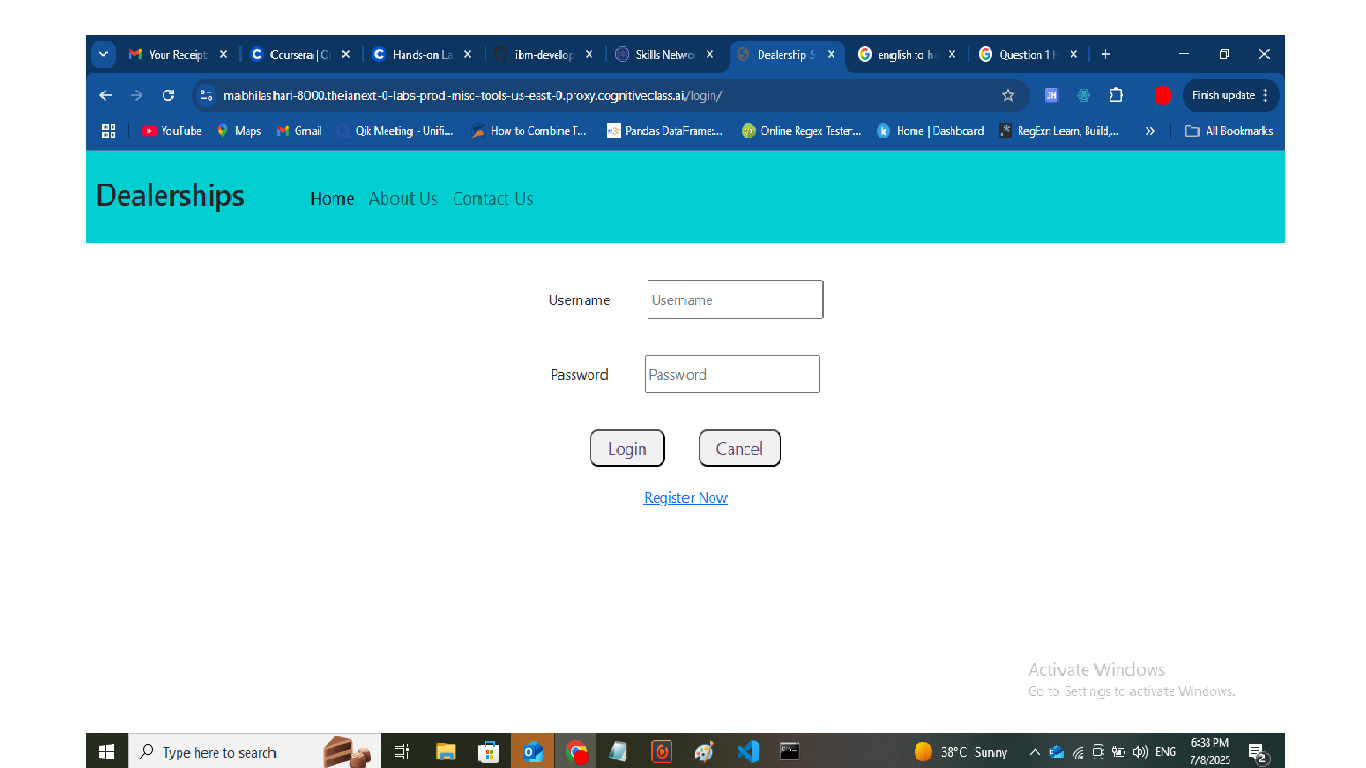 Your Receipt
Coursera | O
Hands-on La
ibm-develop
Skills Networ
Dealership S
english to hi
Question 1 H
mabhilashari-8000.theianext-0-labs-prod-misc-tools-us-east-0.proxy.cognitiveclass.ai/login/
JH
Finish update
YouTube
Maps
Gmail
Qik Meeting - Unifi...
How to Combine T...
Pandas DataFrame:...
Online Regex Tester...
k Home | Dashboard
RegExr: Learn, Build,...
All Bookmarks
Dealerships
Home About Us Contact Us
Username Username
Password Password
Login Cancel
Register Now
Activate Windows
Go to Settings to activate Windows.
Type here to search
38°C Sunny
ENG
6:33 PM
7/8/2025
2